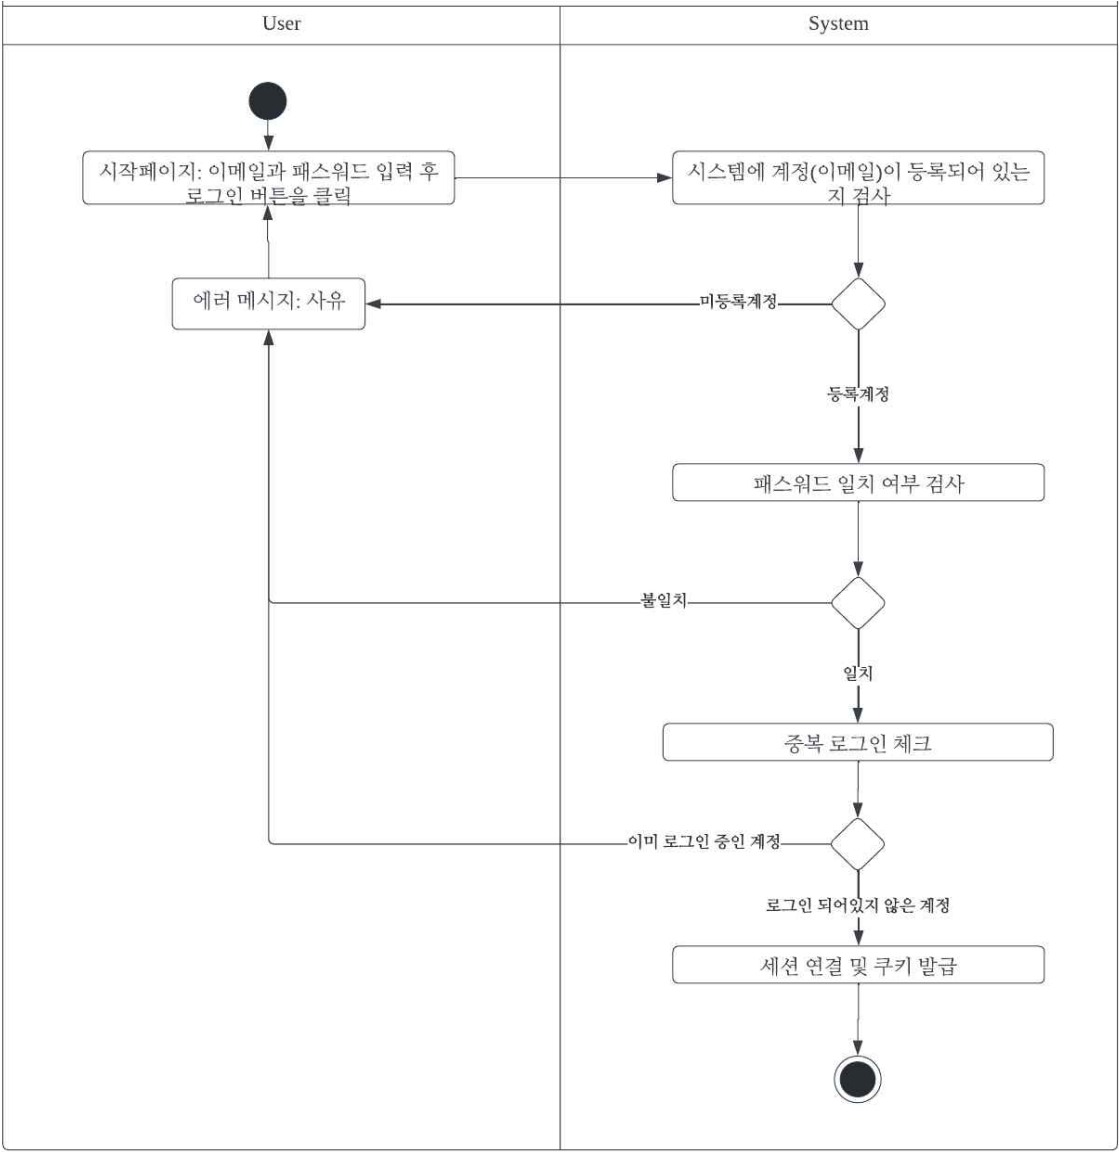 User
System
시작페이지: 이메일과 패스워드 입력 후
로그인 버튼을 클릭
시스템에 계정(이메일)이 등록되어 있는
지 검사
에러 메시지: 사유
미등록계정
등록계정
패스워드 일치 여부 검사
불일치
일치
중복 로그인 체크
이미 로그인 중인 계정
로그인 되어있지 않은 계정
세션 연결 및 쿠키 발급